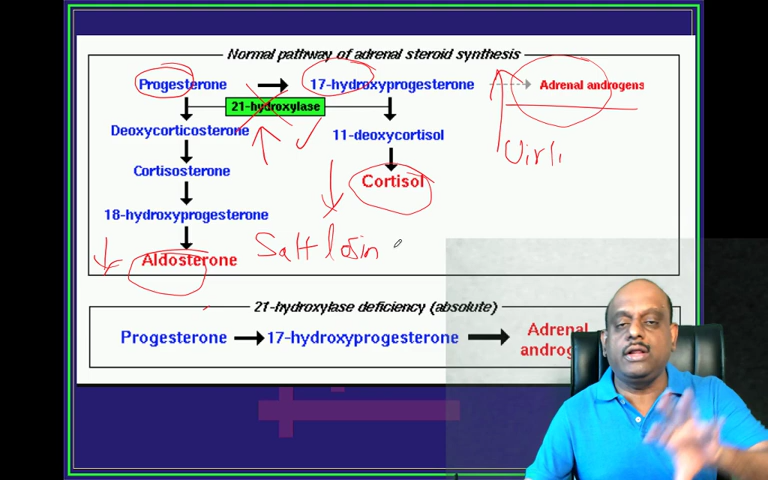 Normal pathway of adrenal steroid synthesis
Progesterone 17-hydroxyprogesterone Adrenal androgens
21-hydroxylase
Deoxycorticosterone 11-deoxycortisol
Virli
Cortisosterone Cortisol
18-hydroxyprogesterone
Salt losin
Aldosterone
21-hydroxylase deficiency (absolute)
Progesterone 17-hydroxyprogesterone Adrenal
androg